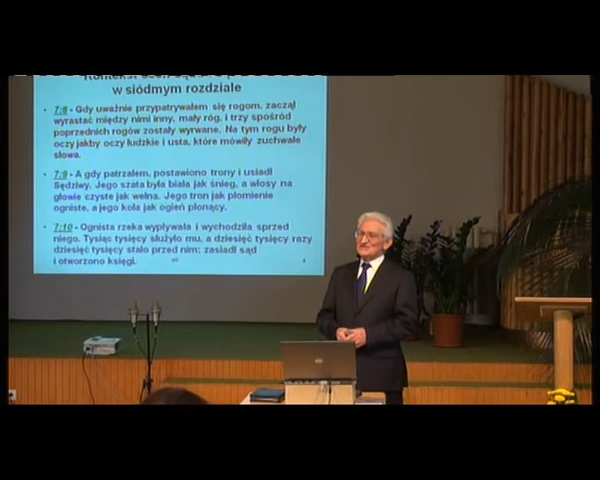 w siódmym rozdziale
• 7:8 - Gdy uważnie przypatrywałem się rogom, zaczął
wyrastać między nimi inny, mały róg, i trzy spośród
poprzednich rogów zostały wyrwane. Na tym rogu były
oczy jakby oczy ludzkie i usta, które mówiły zuchwałe
słowa.
• 7:9 - A gdy patrzałem, postawiono trony i usiadł
Sędziwy. Jego szata była biała jak śnieg, a włosy na
głowie czyste jak wełna. Jego tron jak płomienie
ogniste, a jego koła jak ogień płonący.
• 7:10 - Ognista rzeka wypływała i wychodziła sprzed
niego. Tysiąc tysięcy służyło mu, a dziesięć tysięcy razy
dziesięć tysięcy stało przed nim; zasiadł sąd
i otworzono księgi.